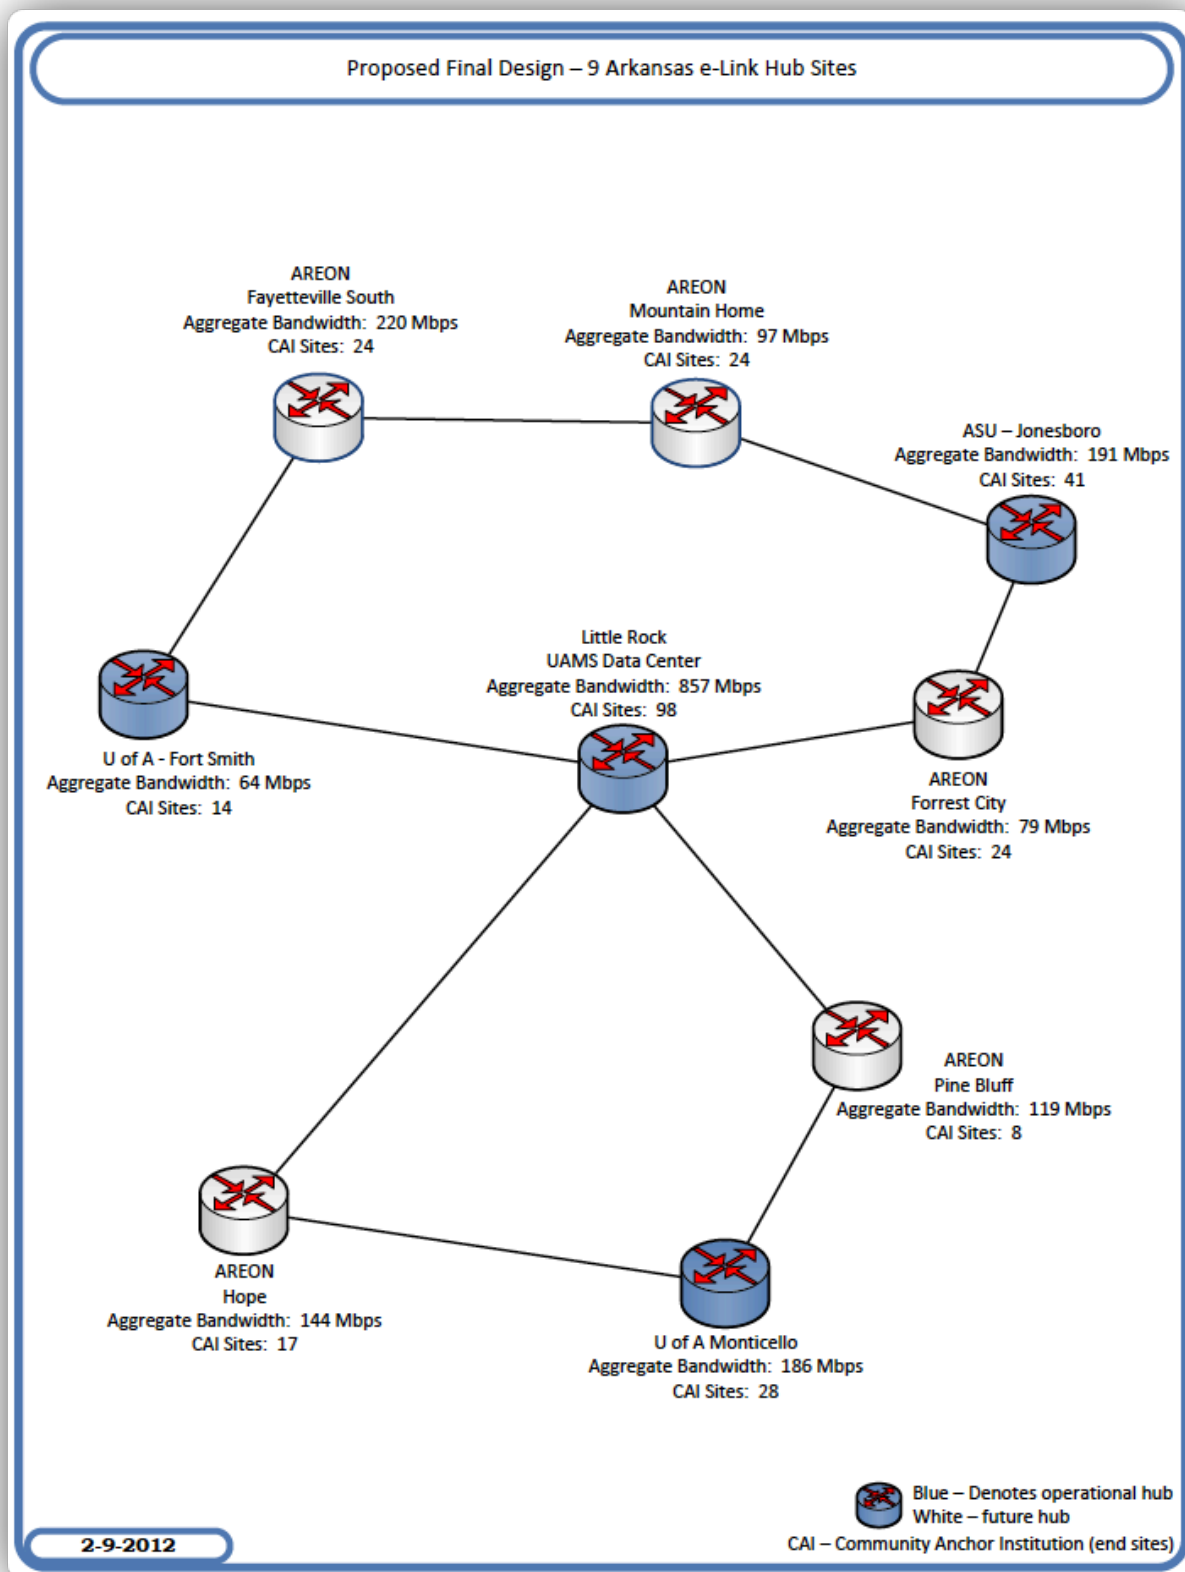 Proposed Final Design – 9 Arkansas e-Link Hub Sites
AREON
Fayetteville South
Aggregate Bandwidth: 220 Mbps
CAI Sites: 24
AREON
Mountain Home
Aggregate Bandwidth: 97 Mbps
CAI Sites: 24
ASU – Jonesboro
Aggregate Bandwidth: 191 Mbps
CAI Sites: 41
Little Rock
UAMS Data Center
Aggregate Bandwidth: 857 Mbps
CAI Sites: 98
U of A - Fort Smith
Aggregate Bandwidth: 64 Mbps
CAI Sites: 14
AREON
Forrest City
Aggregate Bandwidth: 79 Mbps
CAI Sites: 24
AREON
Pine Bluff
Aggregate Bandwidth: 119 Mbps
CAI Sites: 8
AREON
Hope
Aggregate Bandwidth: 144 Mbps
CAI Sites: 17
U of A Monticello
Aggregate Bandwidth: 186 Mbps
CAI Sites: 28
Blue – Denotes operational hub
White – future hub
CAI – Community Anchor Institution (end sites)
2-9-2012